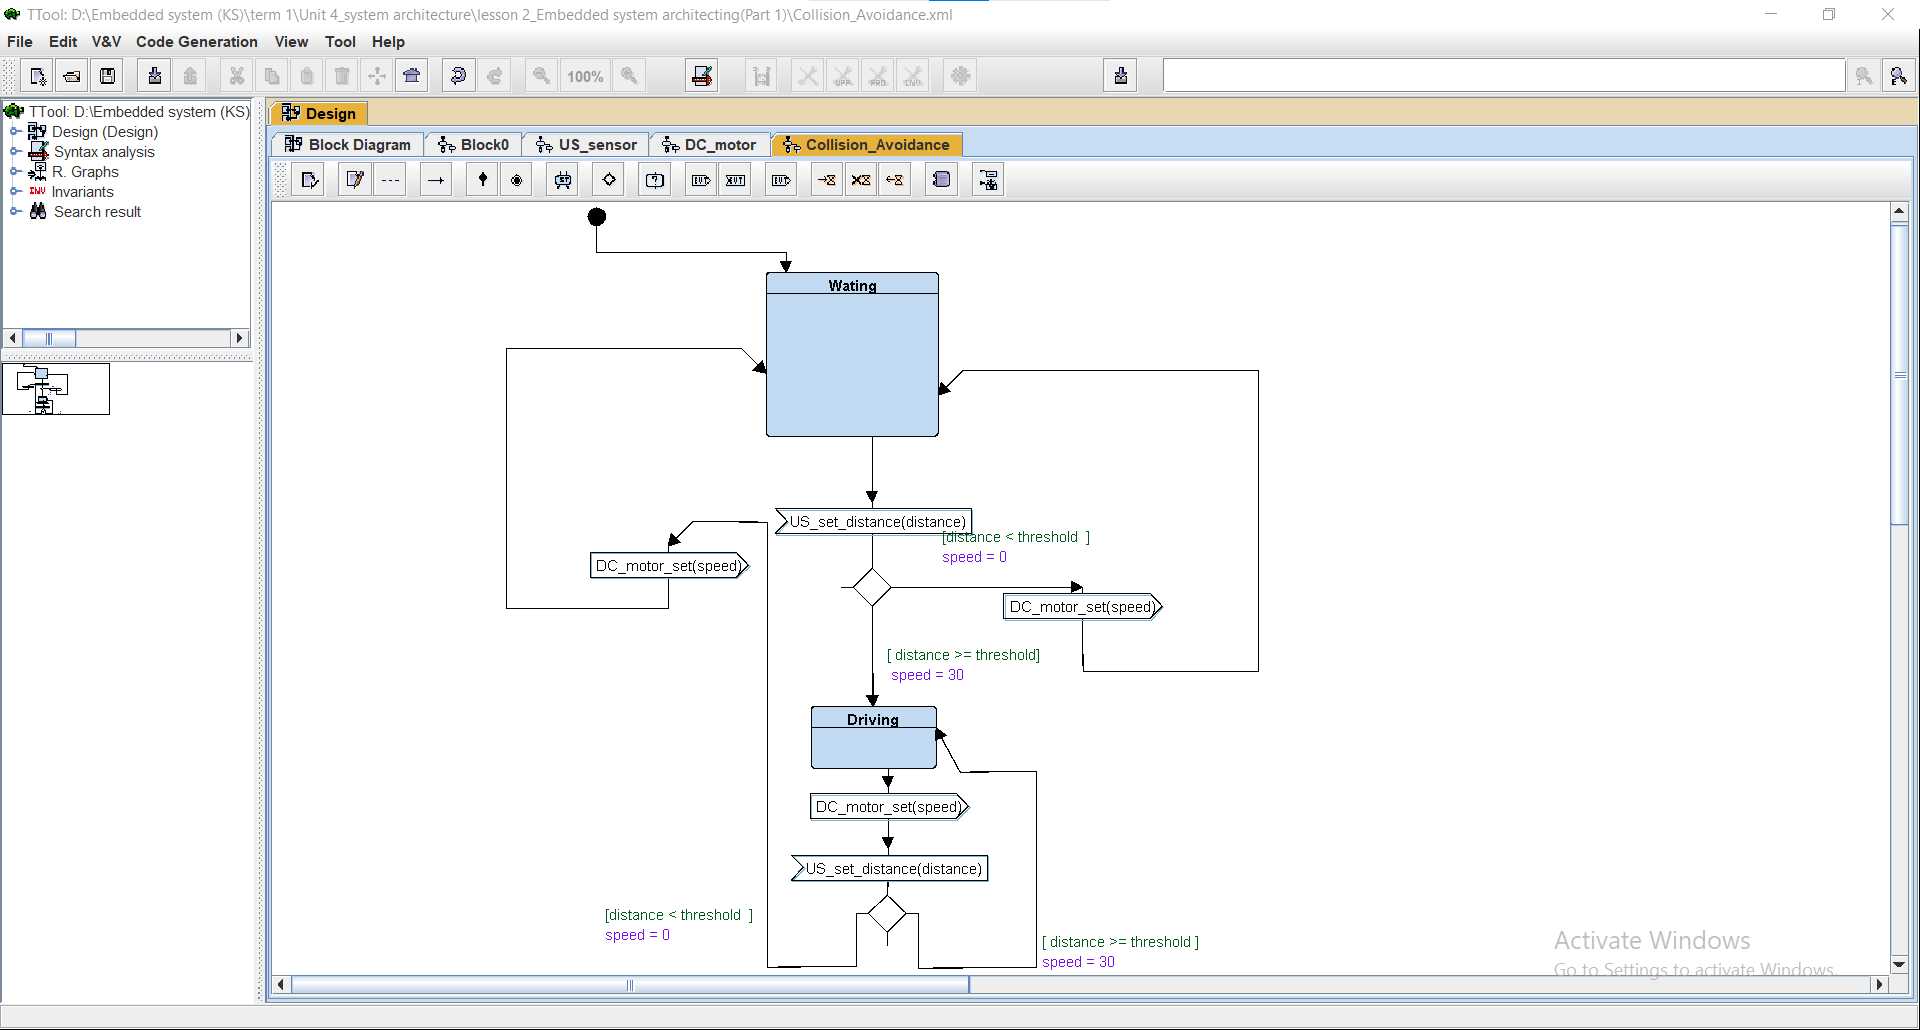 TTool: D:\Embedded system (KS)\term 1\Unit 4_system architecture\lesson 2_Embedded system architecting(Part 1)\Collision_Avoidance.xml
File Edit V&V Code Generation View Tool Help
100%
TTool: D:\Embedded system (KS)
Design (Design)
Syntax analysis
R. Graphs
INV Invariants
Search result
Design
Block Diagram Block0 US_sensor DC_motor Collision_Avoidance
Wating
US_set_distance(distance)
[distance < threshold ]
speed = 0
DC_motor_set(speed)
DC_motor_set(speed)
[ distance >= threshold]
speed = 30
Driving
DC_motor_set(speed)
US_set_distance(distance)
[distance < threshold ]
speed = 0
[ distance >= threshold ]
speed = 30
Activate Windows
Go to Settings to activate Windows.